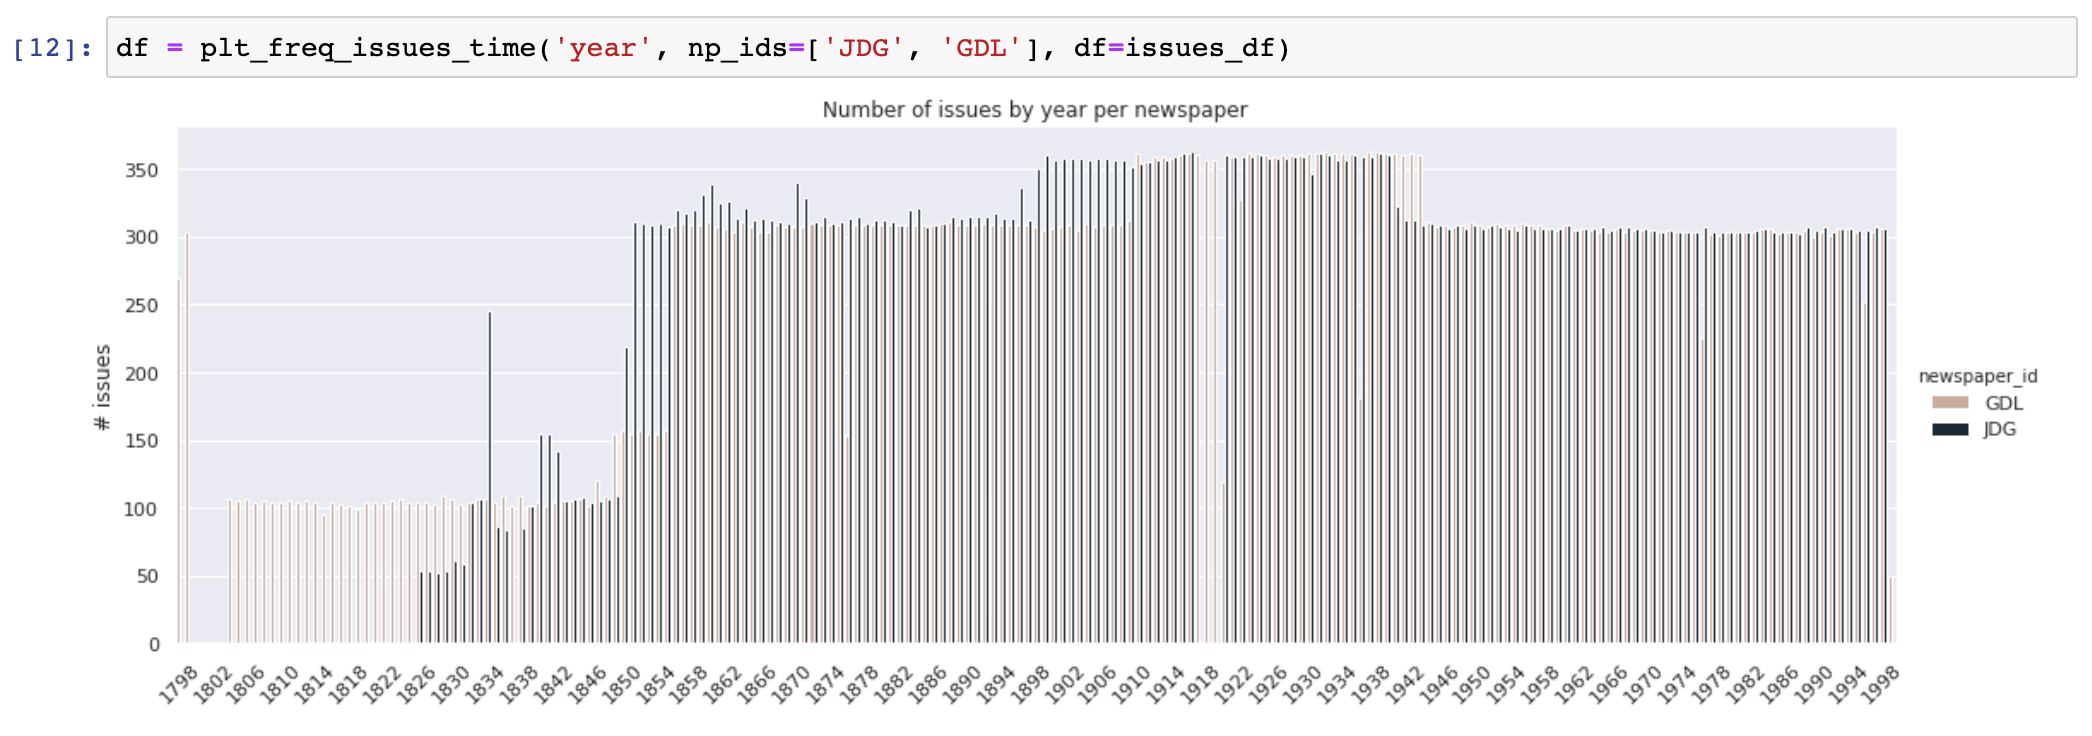 [12]: df = plt_freq_issues_time('year', np_ids=['JDG', 'GDL'], df=issues_df)
Number of issues by year per newspaper
350
300
250
200
150
100
50
0
# issues
newspaper_id
GDL
JDG
1798 1802 1806 1810 1814 1818 1822 1826 1830 1834 1838 1842 1846 1850 1854 1858 1862 1866 1870 1874 1878 1882 1886 1890 1894 1898 1902 1906 1910 1914 1918 1922 1926 1930 1934 1938 1942 1946 1950 1954 1958 1962 1966 1970 1974 1978 1982 1986 1990 1994 1998